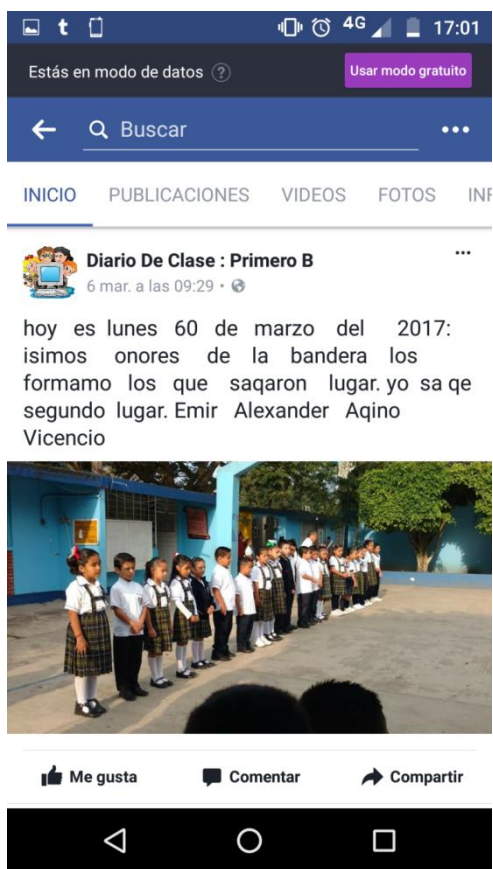 4G 17:01
Estás en modo de datos ? Usar modo gratuito
Buscar
INICIO PUBLICACIONES VIDEOS FOTOS INF
Diario De Clase : Primero B
6 mar. a las 09:29 •
hoy es lunes 60 de marzo del 2017:
isimos onores de la bandera los
formamo los que saqaron lugar. yo sa qe
segundo lugar. Emir Alexander Aqino
Vicencio
Me gusta Comentar Compartir